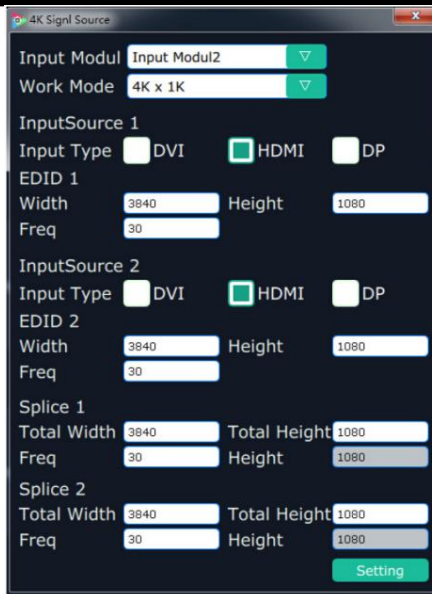 4K Signl Source
Input Modul Input Modul2
Work Mode 4K x 1K
InputSource 1
Input Type DVI HDMI DP
EDID 1
Width 3840 Height 1080
Freq 30
InputSource 2
Input Type DVI HDMI DP
EDID 2
Width 3840 Height 1080
Freq 30
Splice 1
Total Width 3840 Total Height 1080
Freq 30 Height 1080
Splice 2
Total Width 3840 Total Height 1080
Freq 30 Height 1080
Setting